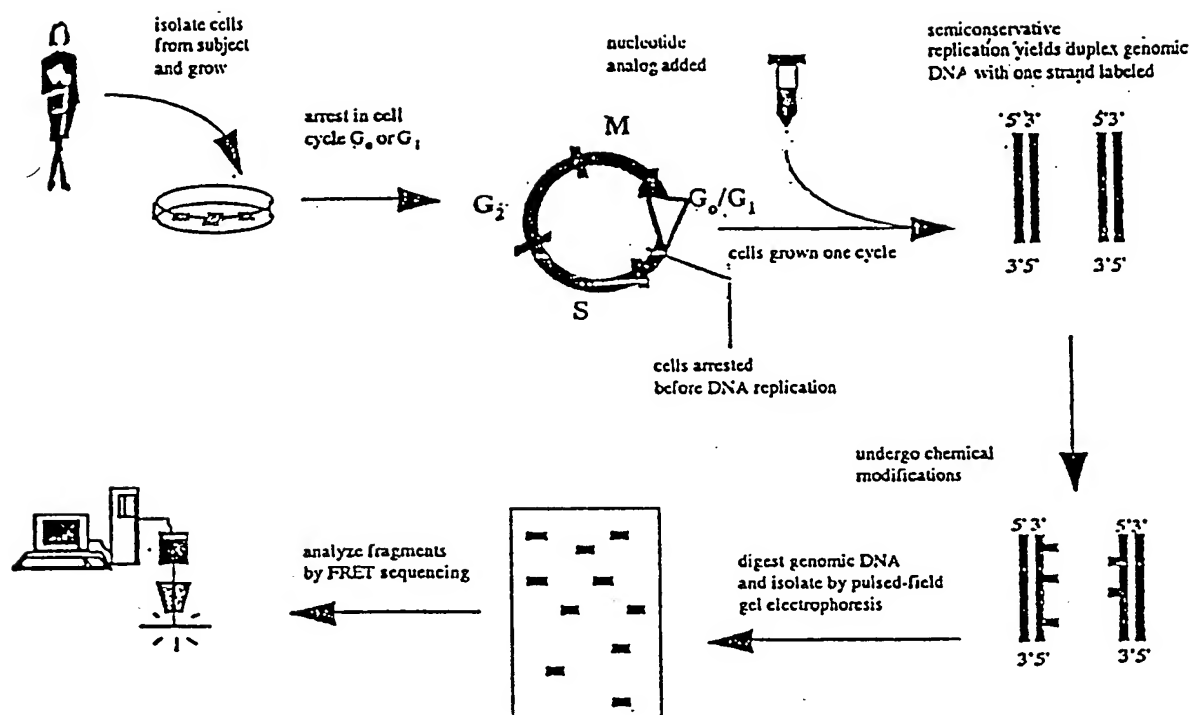 isolate cells
from subject
and grow
arrest in cell
cycle G₀ or G₁
nucleotide
analog added
M
G₂
G₀/G₁
S
cells grown one cycle
cells arrested
before DNA replication
semiconservative
replication yields duplex genomic
DNA with one strand labeled
5'3' 5'3'
3'5' 3'5'
undergo chemical
modifications
5'3' 5'3'
3'5' 3'5'
digest genomic DNA
and isolate by pulsed-field
gel electrophoresis
analyze fragments
by FRET sequencing